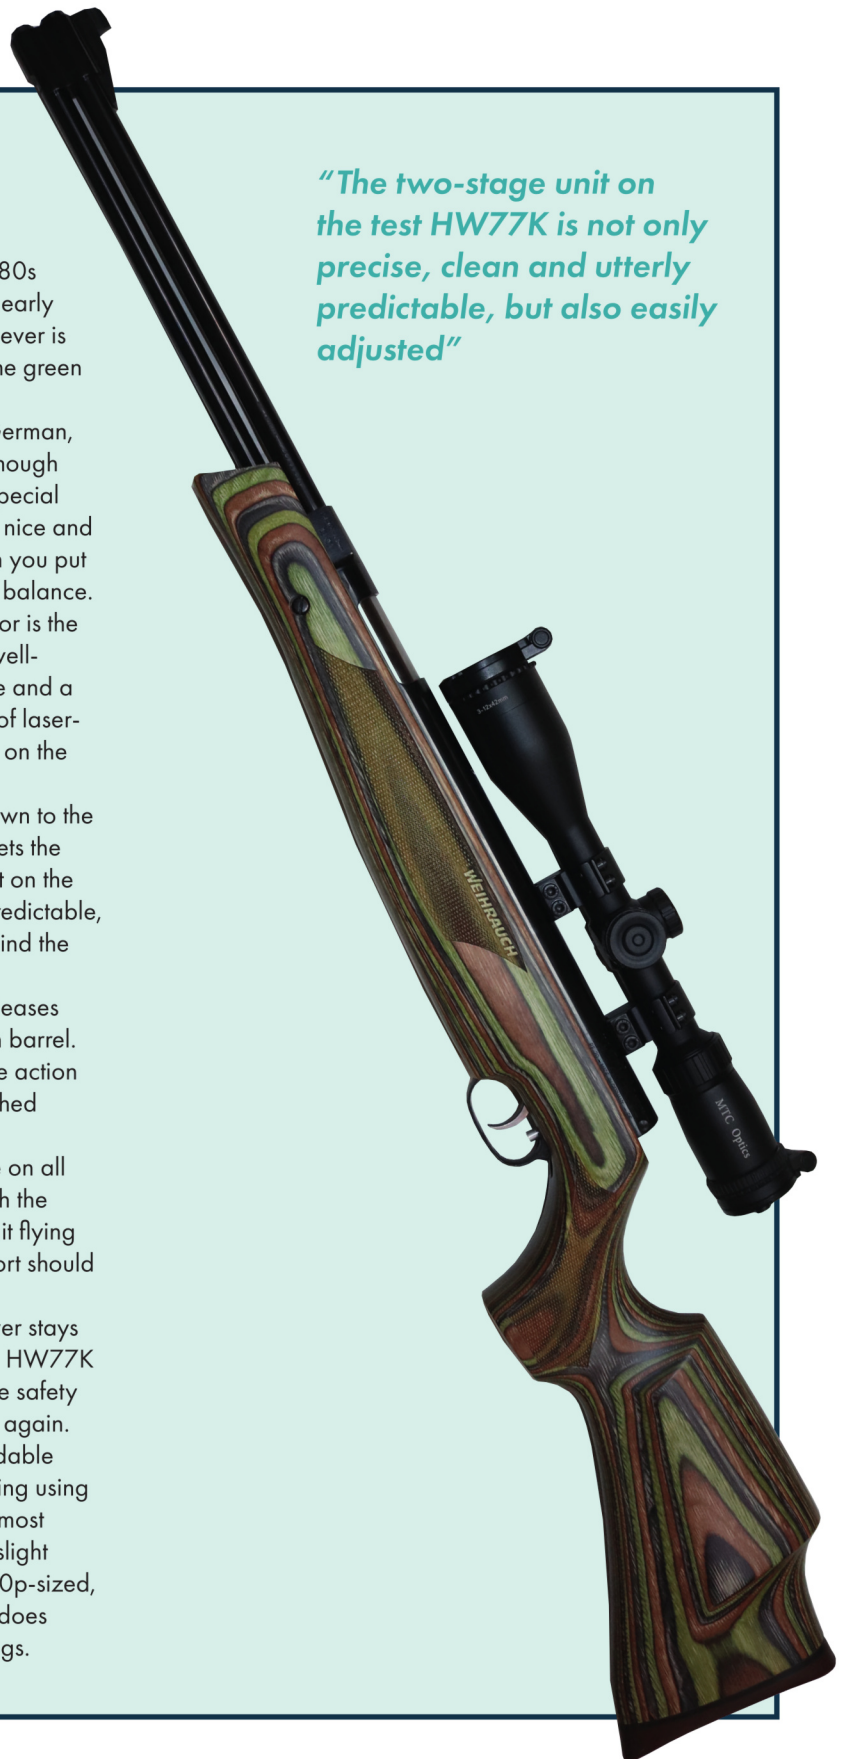 “The two-stage unit on
the test HW77K is not only
precise, clean and utterly
predictable, but also easily
adjusted”
80s
early
ever is
he green
erman,
hough
pecial
nice and
you put
balance.
or is the
well-
e and a
of laser-
on the
wn to the
ets the
t on the
redictable,
ind the
eases
barrel.
e action
hed
on all
h the
it flying
ort should
er stays
HW77K
e safety
again.
dable
ing using
most
slight
0p-sized,
does
gs.
3-12x42mm
WEIHRAUCH
MTC Optics